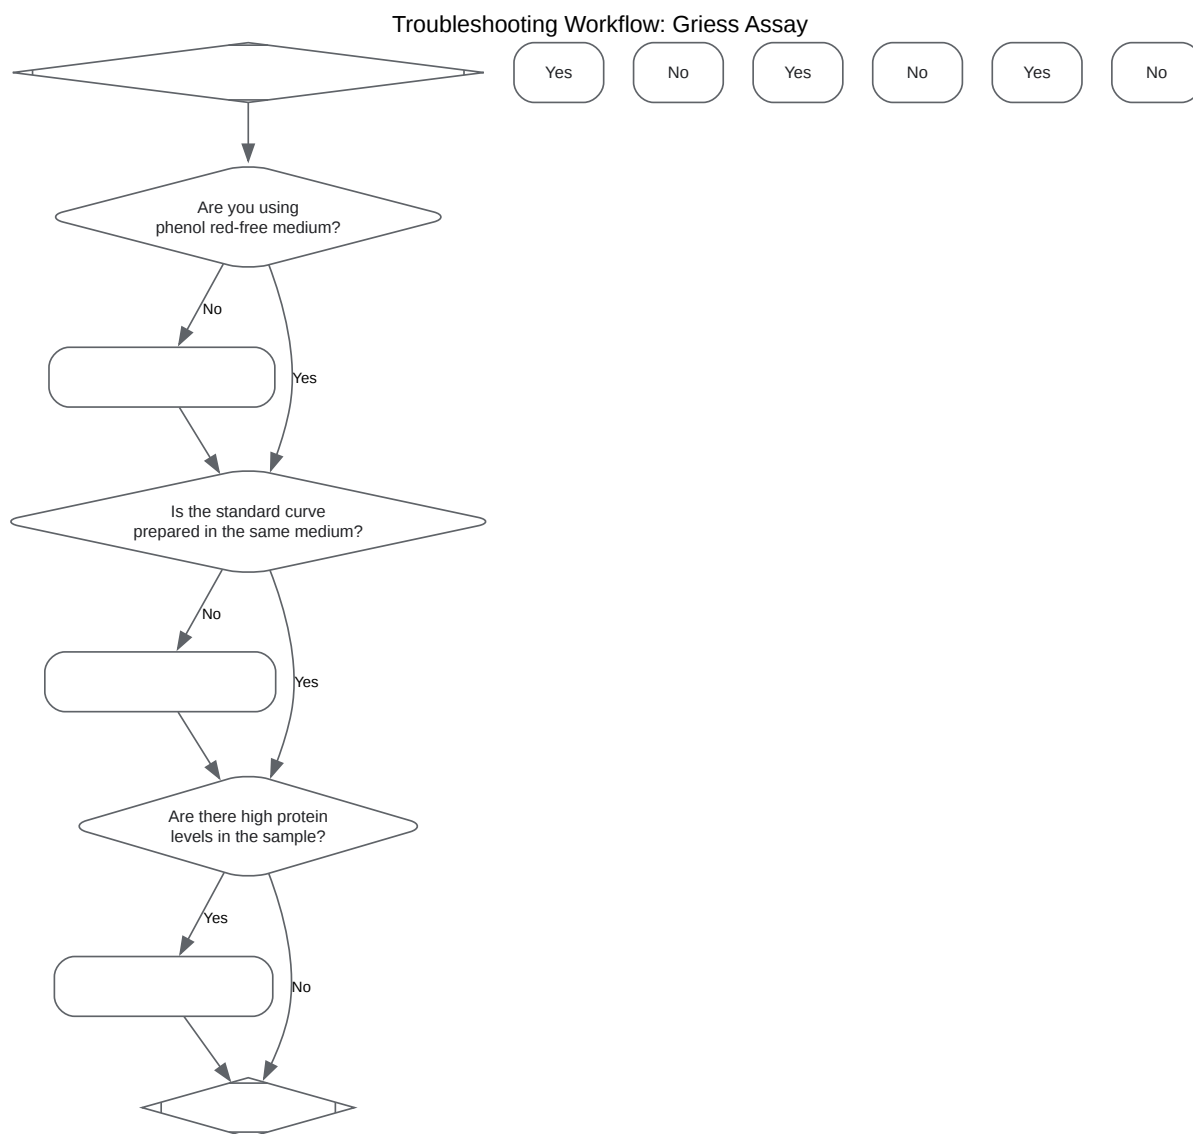 Troubleshooting Workflow: Griess Assay
Yes
No
Yes
No
Yes
No
Are you using
phenol red-free medium?
No
Yes
Is the standard curve
prepared in the same medium?
No
Yes
Are there high protein
levels in the sample?
Yes
No